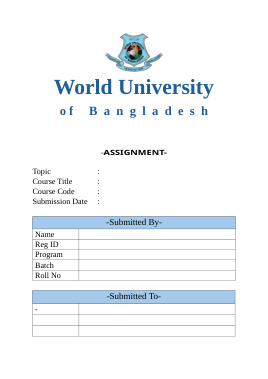 World University
of Bangladesh
-ASSIGNMENT-
Topic :
Course Title :
Course Code :
Submission Date :
-Submitted By-
Name
Reg ID
Program
Batch
Roll No
-Submitted To-
-